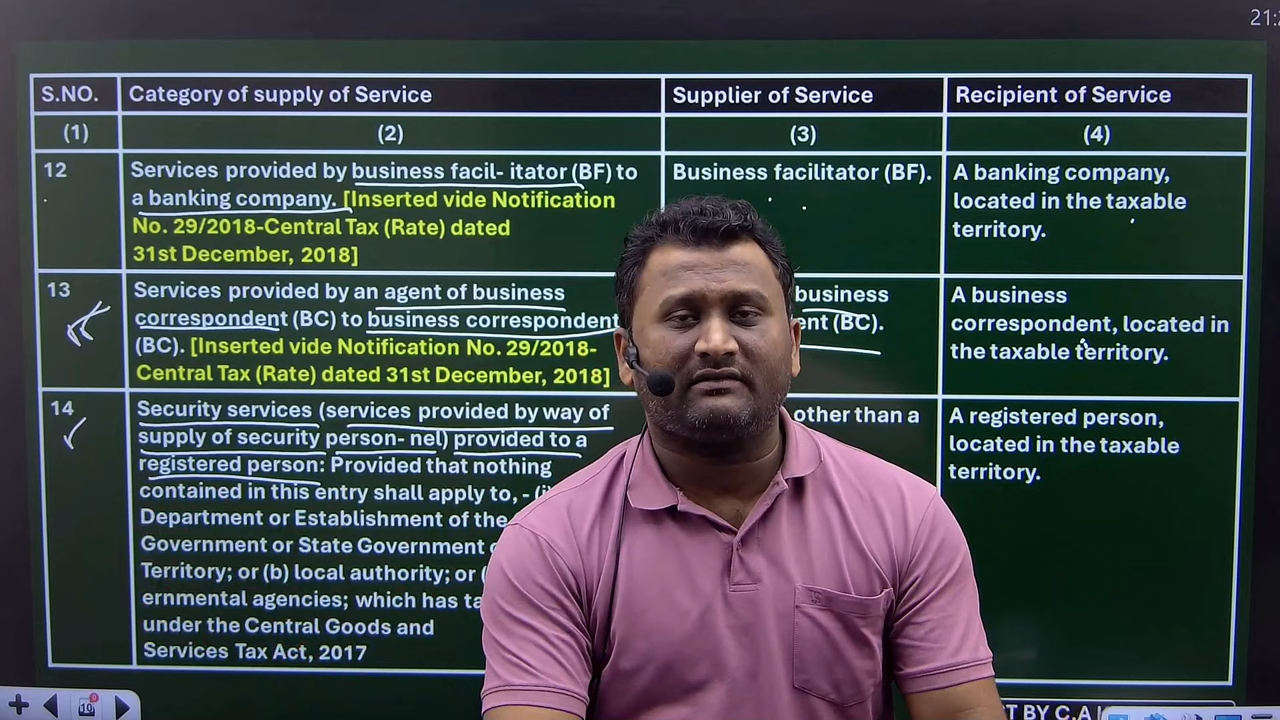 21:
S.NO. Category of supply of Service Supplier of Service Recipient of Service
(1) (2) (3) (4)
12
Services provided by business facil- itator (BF) to
a banking company. [Inserted vide Notification
No. 29/2018-Central Tax (Rate) dated
31st December, 2018]
Business facilitator (BF).
A banking company,
located in the taxable
territory.
13
Services provided by an agent of business
correspondent (BC) to business correspondent
(BC). [Inserted vide Notification No. 29/2018-
Central Tax (Rate) dated 31st December, 2018]
business
(BC).
A business
correspondent, located in
the taxable territory.
14
Security services (services provided by way of
supply of security person- nel) provided to a
registered person: Provided that nothing
contained in this entry shall apply to, - (i)
Department or Establishment of the
Government or State Government
Territory; or (b) local authority; or
ernmental agencies; which has
under the Central Goods and
Services Tax Act, 2017
other than a
A registered person,
located in the taxable
territory.
10
BY C.A